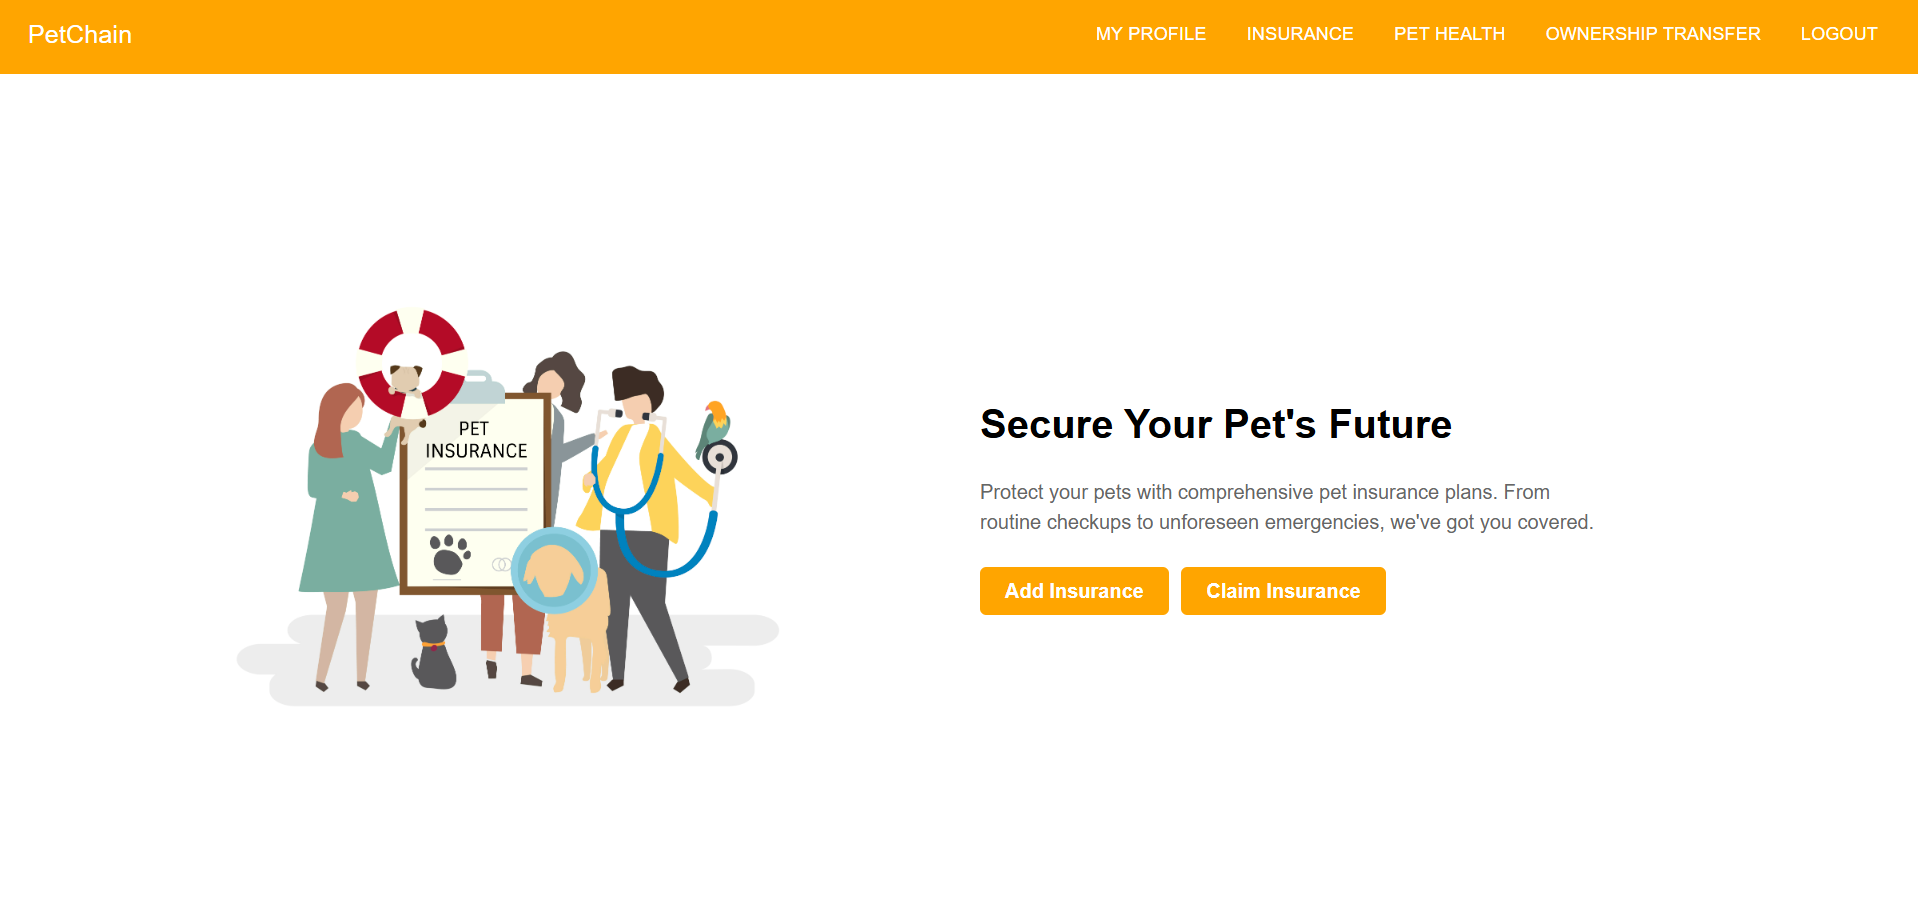 PetChain
MY PROFILE
INSURANCE
PET HEALTH
OWNERSHIP TRANSFER
LOGOUT
PET
INSURANCE
Secure Your Pet's Future
Protect your pets with comprehensive pet insurance plans. From
routine checkups to unforeseen emergencies, we've got you covered.
Add Insurance
Claim Insurance